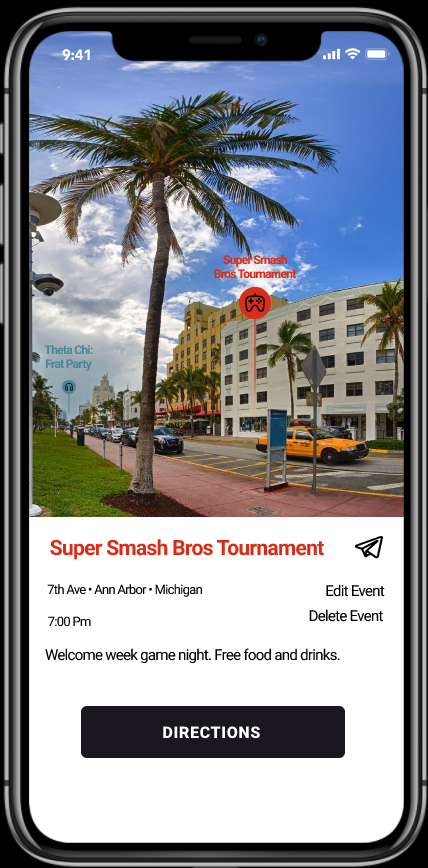 9:41
Super Smash
Bros Tournament
Theta Chi:
Frat Party
Super Smash Bros Tournament
7th Ave • Ann Arbor • Michigan
Edit Event
7:00 Pm
Delete Event
Welcome week game night. Free food and drinks.
DIRECTIONS